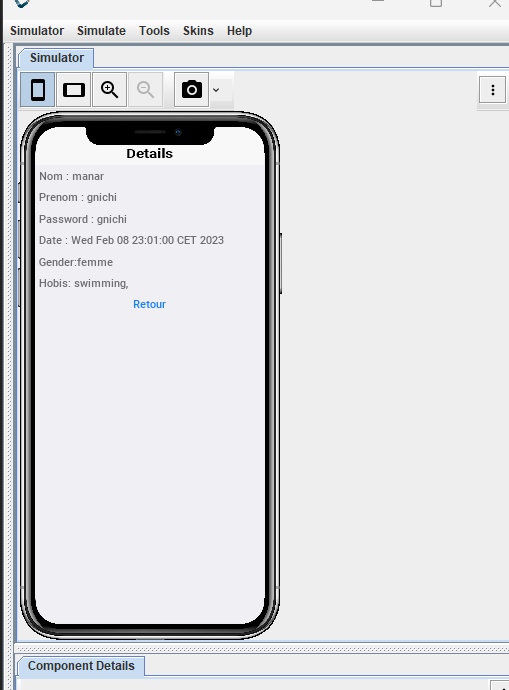 Simulator Simulate Tools Skins Help
Simulator
Details
Nom : manar
Prenom : gnichi
Password : gnichi
Date : Wed Feb 08 23:01:00 CET 2023
Gender:femme
Hobis: swimming,
Retour
Component Details